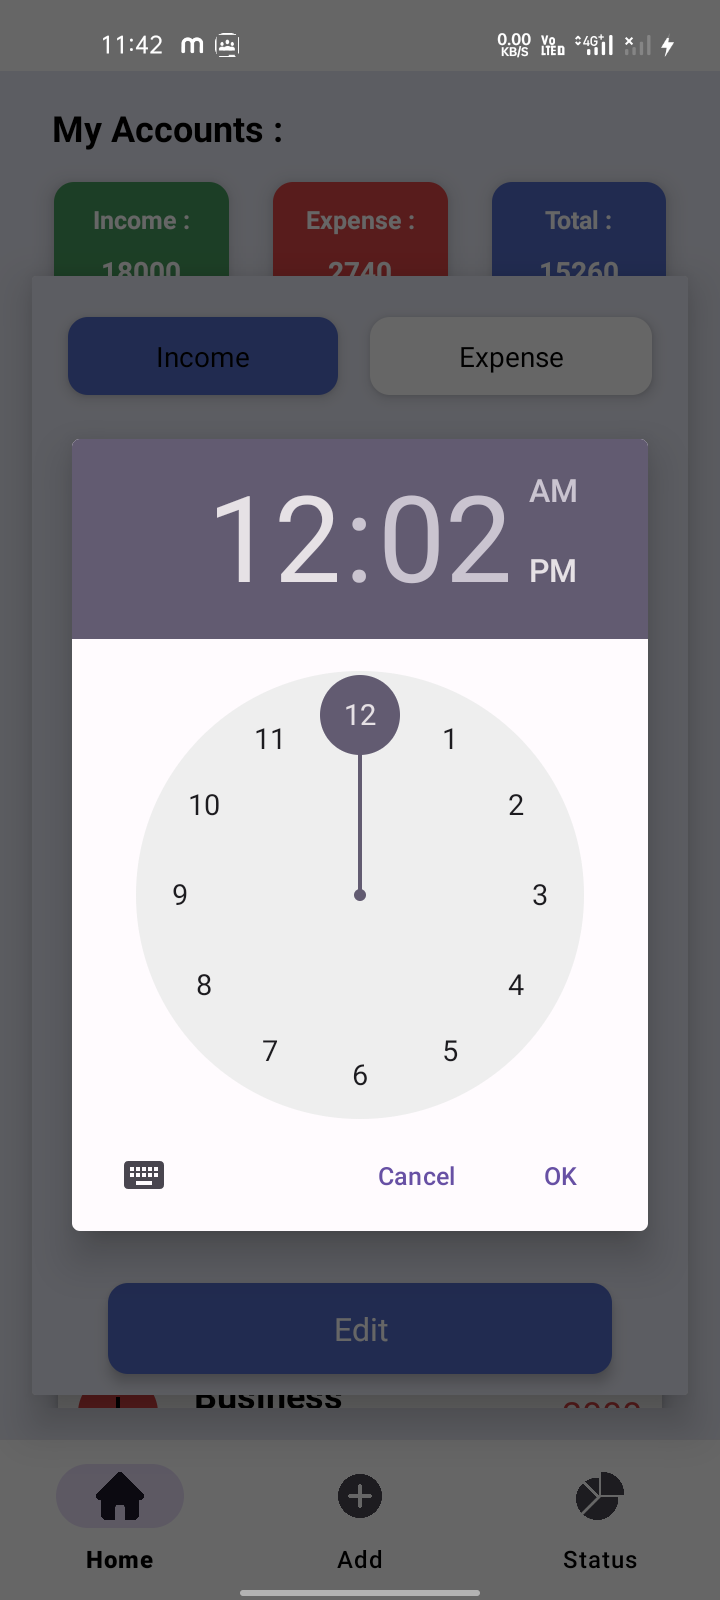 11:42 m 0.00 KB/S Vo LTE 4G+
My Accounts :
Income : Expense : Total :
18000 2740 15260
Income Expense
12:02 AM PM
12
11 1
10 2
9 3
8 4
7 5
6
Cancel OK
Edit
Business
Home Add Status